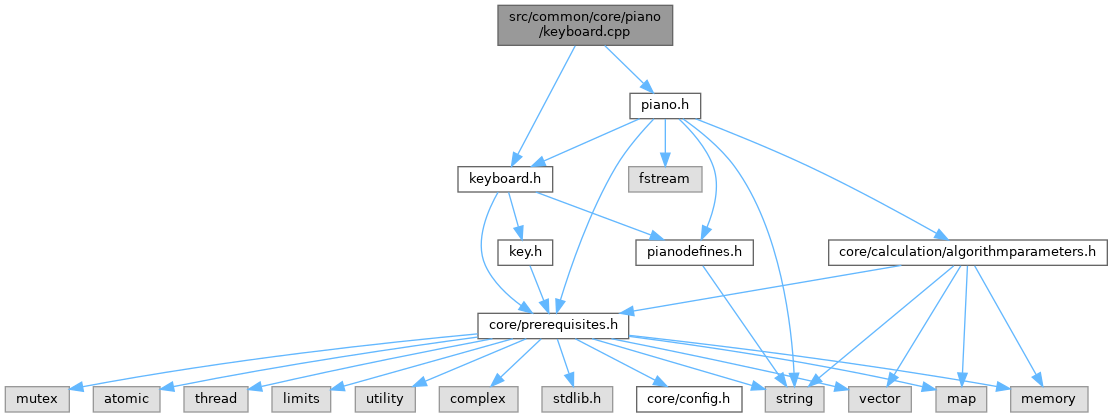 src/common/core/piano
/keyboard.cpp
piano.h
keyboard.h
fstream
key.h
pianodefines.h
core/calculation/algorithmparameters.h
core/prerequisites.h
mutex
atomic
thread
limits
utility
complex
stdlib.h
core/config.h
string
vector
map
memory